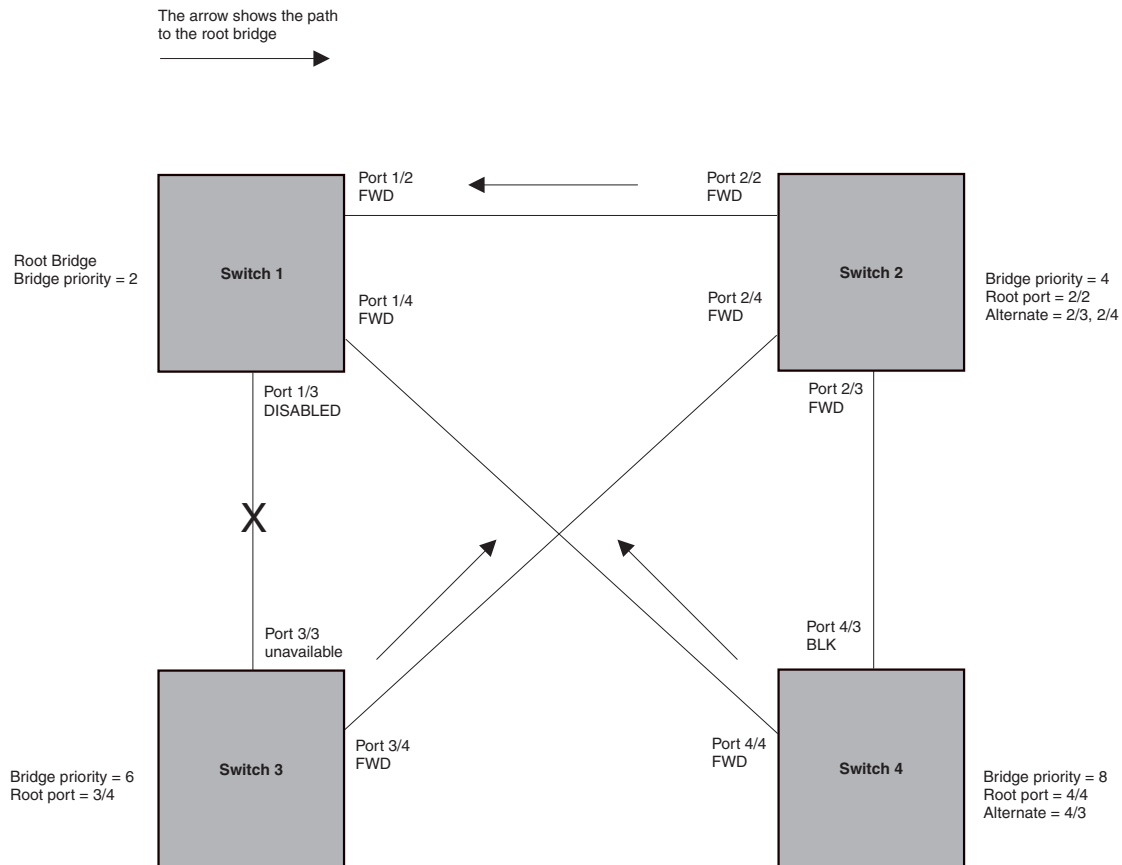 The arrow shows the path
to the root bridge
Port 1/2
FWD
Port 2/2
FWD
Root Bridge
Bridge priority = 2
Switch 1
Switch 2
Bridge priority = 4
Root port = 2/2
Alternate = 2/3, 2/4
Port 1/4
FWD
Port 2/4
FWD
Port 1/3
DISABLED
Port 2/3
FWD
X
Port 3/3
unavailable
Port 4/3
BLK
Port 3/4
FWD
Port 4/4
FWD
Bridge priority = 6
Root port = 3/4
Switch 3
Switch 4
Bridge priority = 8
Root port = 4/4
Alternate = 4/3